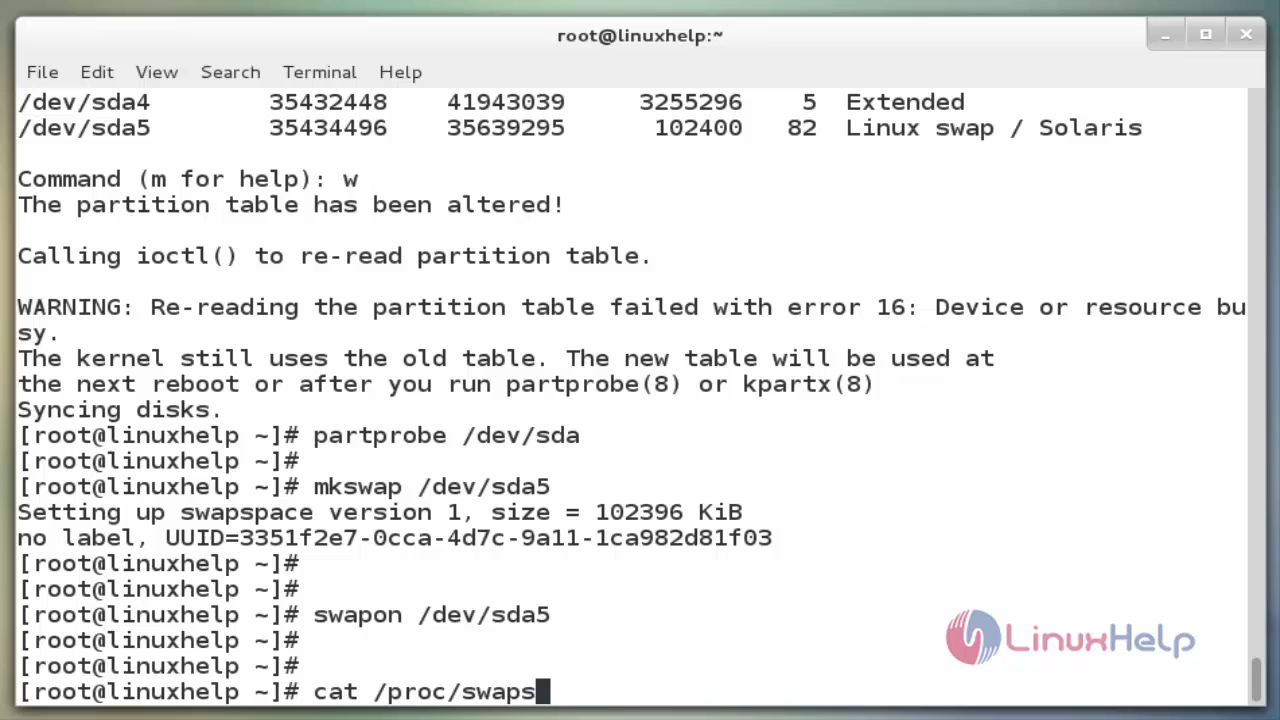 root@linuxhelp:~
File Edit View Search Terminal Help
/dev/sda4 35432448 41943039 3255296 5 Extended
/dev/sda5 35434496 35639295 102400 82 Linux swap / Solaris
Command (m for help): w
The partition table has been altered!
Calling ioctl() to re-read partition table.
WARNING: Re-reading the partition table failed with error 16: Device or resource bu
sy.
The kernel still uses the old table. The new table will be used at
the next reboot or after you run partprobe(8) or kpartx(8)
Syncing disks.
[root@linuxhelp ~]# partprobe /dev/sda
[root@linuxhelp ~]#
[root@linuxhelp ~]# mkswap /dev/sda5
Setting up swapspace version 1, size = 102396 KiB
no label, UUID=3351f2e7-0cca-4d7c-9a11-1ca982d81f03
[root@linuxhelp ~]#
[root@linuxhelp ~]#
[root@linuxhelp ~]# swapon /dev/sda5
[root@linuxhelp ~]#
[root@linuxhelp ~]#
[root@linuxhelp ~]# cat /proc/swaps
LinuxHelp